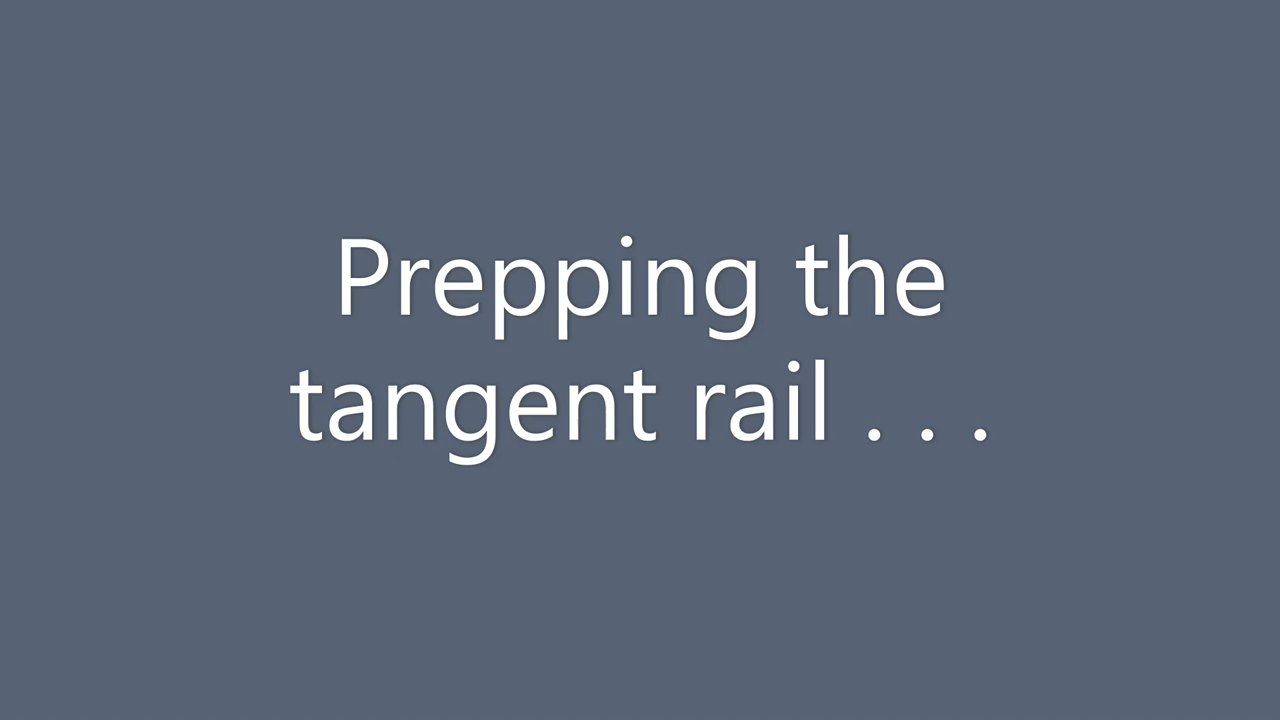 Prepping the
tangent rail . . .